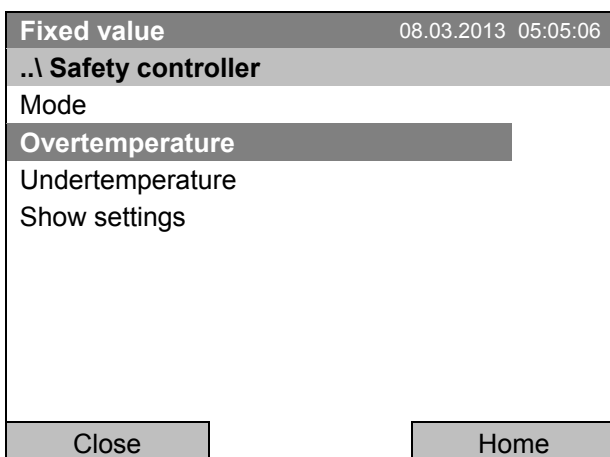 Fixed value 08.03.2013 05:05:06
..\ Safety controller
Mode
Overtemperature
Undertemperature
Show settings
Close Home